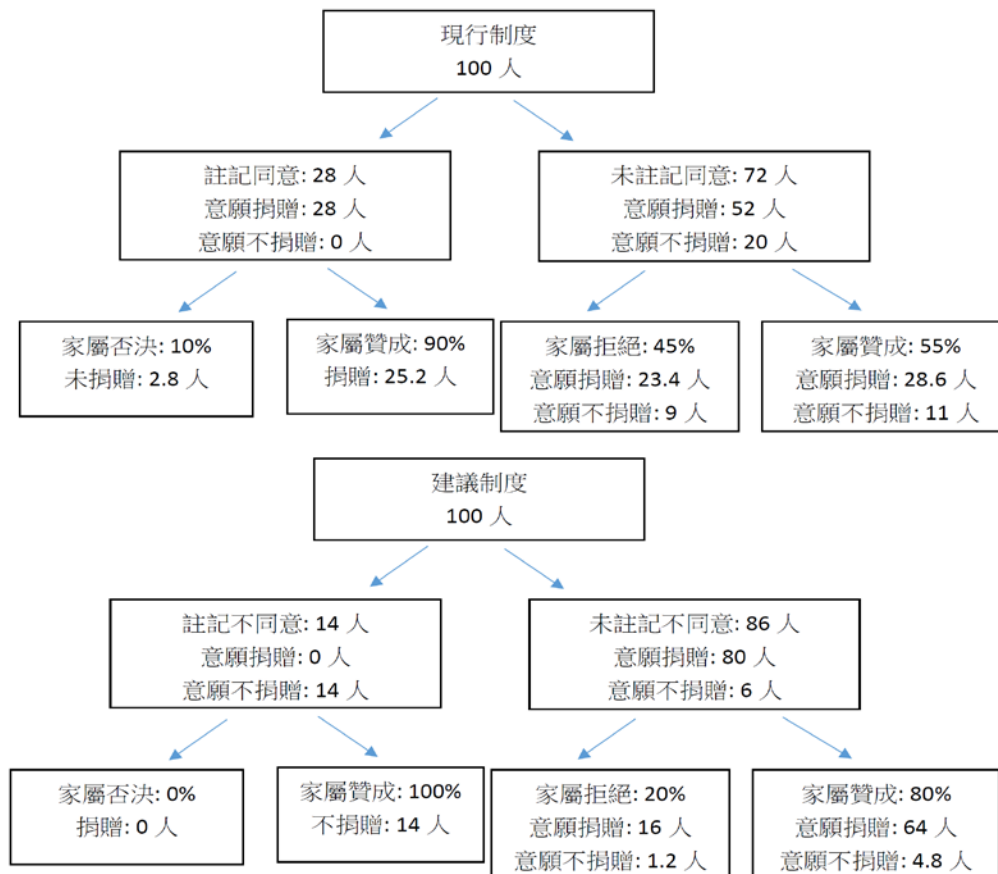 現行制度
100 人
註記同意: 28 人
意願捐贈: 28 人
意願不捐贈: 0 人
未註記同意: 72 人
意願捐贈: 52 人
意願不捐贈: 20 人
家屬否決: 10%
未捐贈: 2.8 人
家屬贊成: 90%
捐贈: 25.2 人
家屬拒絕: 45%
意願捐贈: 23.4 人
意願不捐贈: 9 人
家屬贊成: 55%
意願捐贈: 28.6 人
意願不捐贈: 11 人
建議制度
100 人
註記不同意: 14 人
意願捐贈: 0 人
意願不捐贈: 14 人
未註記不同意: 86 人
意願捐贈: 80 人
意願不捐贈: 6 人
家屬否決: 0%
捐贈: 0 人
家屬贊成: 100%
不捐贈: 14 人
家屬拒絕: 20%
意願捐贈: 16 人
意願不捐贈: 1.2 人
家屬贊成: 80%
意願捐贈: 64 人
意願不捐贈: 4.8 人